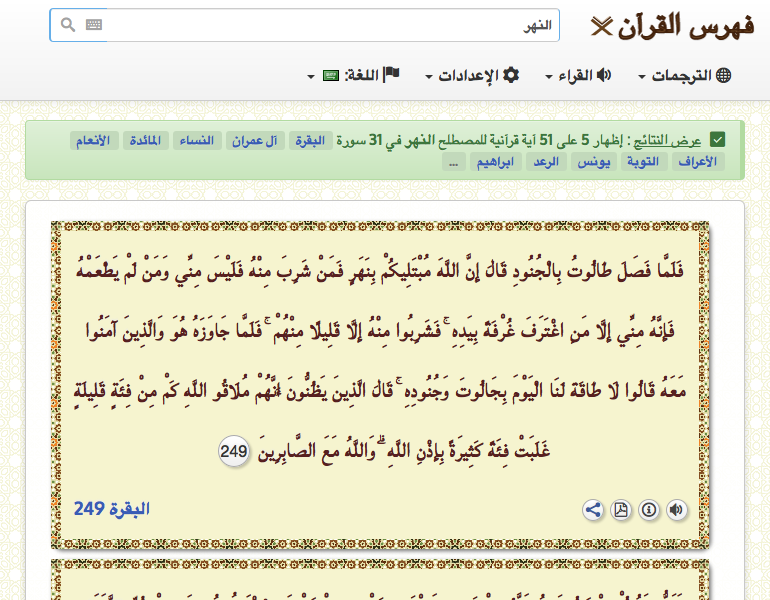 فهرس القرآن
النهر
الترجمات
القراء
الإعدادات
اللغة:
عرض النتائج : إظهار 5 على 51 آية قرآنية للمصطلح النهر في 31 سورة البقرة آل عمران النساء المائدة الأنعام
الأعراف التوبة يونس الرعد ابراهيم ...
فَلَمَّا فَصَلَ طَالُوتُ بِالْجُنُودِ قَالَ إِنَّ اللَّهَ مُبْتَلِيكُمْ بِنَهَرٍ فَمَنْ شَرِبَ مِنْهُ فَلَيْسَ مِنِّي وَمَنْ لَمْ يَطْعَمْهُ
فَإِنَّهُ مِنِّي إِلَّا مَنِ اغْتَرَفَ غُرْفَةً بِيَدِهِ ۚ فَشَرِبُوا مِنْهُ إِلَّا قَلِيلًا مِنْهُمْ ۚ فَلَمَّا جَاوَزَهُ هُوَ وَالَّذِينَ آمَنُوا
مَعَهُ قَالُوا لَا طَاقَةَ لَنَا الْيَوْمَ بِجَالُوتَ وَجُنُودِهِ ۚ قَالَ الَّذِينَ يَظُنُّونَ أَنَّهُمْ مُلَاقُو اللَّهِ كَمْ مِنْ فِئَةٍ قَلِيلَةٍ
غَلَبَتْ فِئَةً كَثِيرَةً بِإِذْنِ اللَّهِ ۗ وَاللَّهُ مَعَ الصَّابِرِينَ 249
البقرة 249